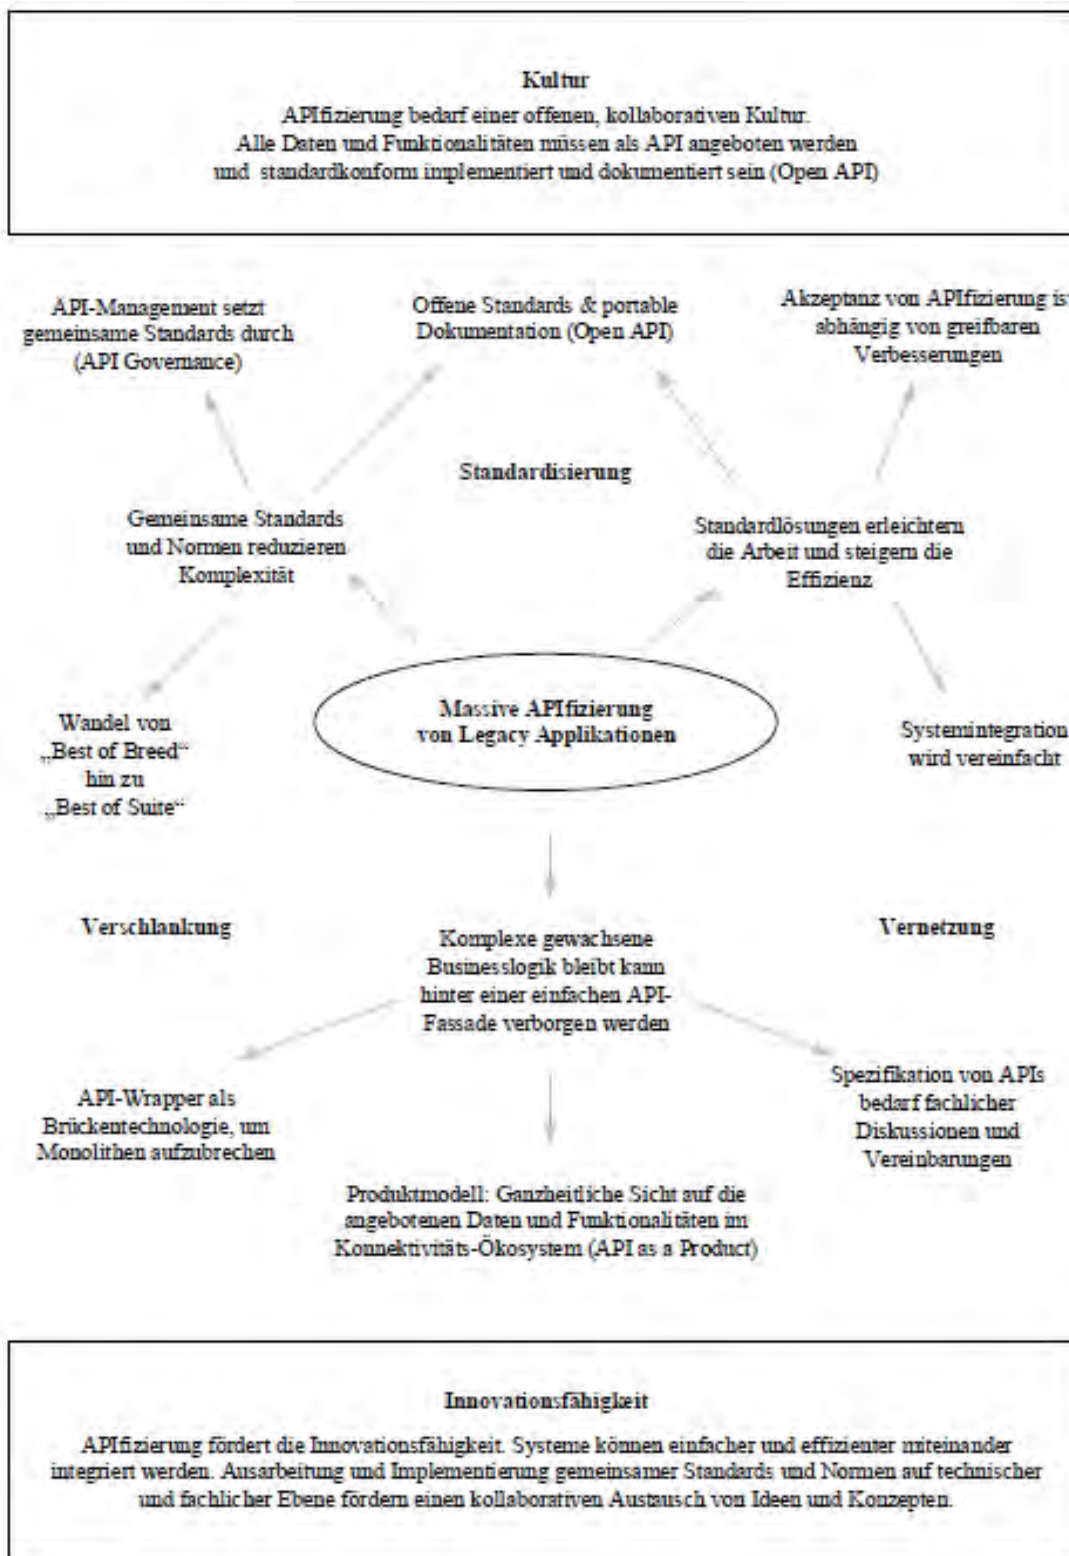 Kultur
APIfizierung bedarf einer offenen, kollaborativen Kultur.
Alle Daten und Funktionalitäten müssen als API angeboten werden
und standardkonform implementiert und dokumentiert sein (Open API)
API-Management setzt
gemeinsame Standards durch
(API Governance)
Offene Standards & portable
Dokumentation (Open API)
Akzeptanz von APIfizierung ist
abhängig von greifbaren
Verbesserungen
Standardisierung
Gemeinsame Standards
und Normen reduzieren
Komplexität
Standardlösungen erleichtern
die Arbeit und steigern die
Effizienz
Massive APIfizierung
von Legacy Applikationen
Wandel von
„Best of Breed“
hin zu
„Best of Suite“
Systemintegration
wird vereinfacht
Verschlankung
Vernetzung
Komplexe gewachsene
Businesslogik bleibt kann
hinter einer einfachen API-
Fassade verborgen werden
API-Wrapper als
Brückentechnologie, um
Monolithen aufzubrechen
Spezifikation von APIs
bedarf fachlicher
Diskussionen und
Vereinbarungen
Produktmodell: Ganzheitliche Sicht auf die
angebotenen Daten und Funktionalitäten im
Konnektivitäts-Ökosystem (API as a Product)
Innovationsfähigkeit
APIfizierung fördert die Innovationsfähigkeit. Systeme können einfacher und effizienter miteinander
integriert werden. Ausarbeitung und Implementierung gemeinsamer Standards und Normen auf technischer
und fachlicher Ebene fördern einen kollaborativen Austausch von Ideen und Konzepten.